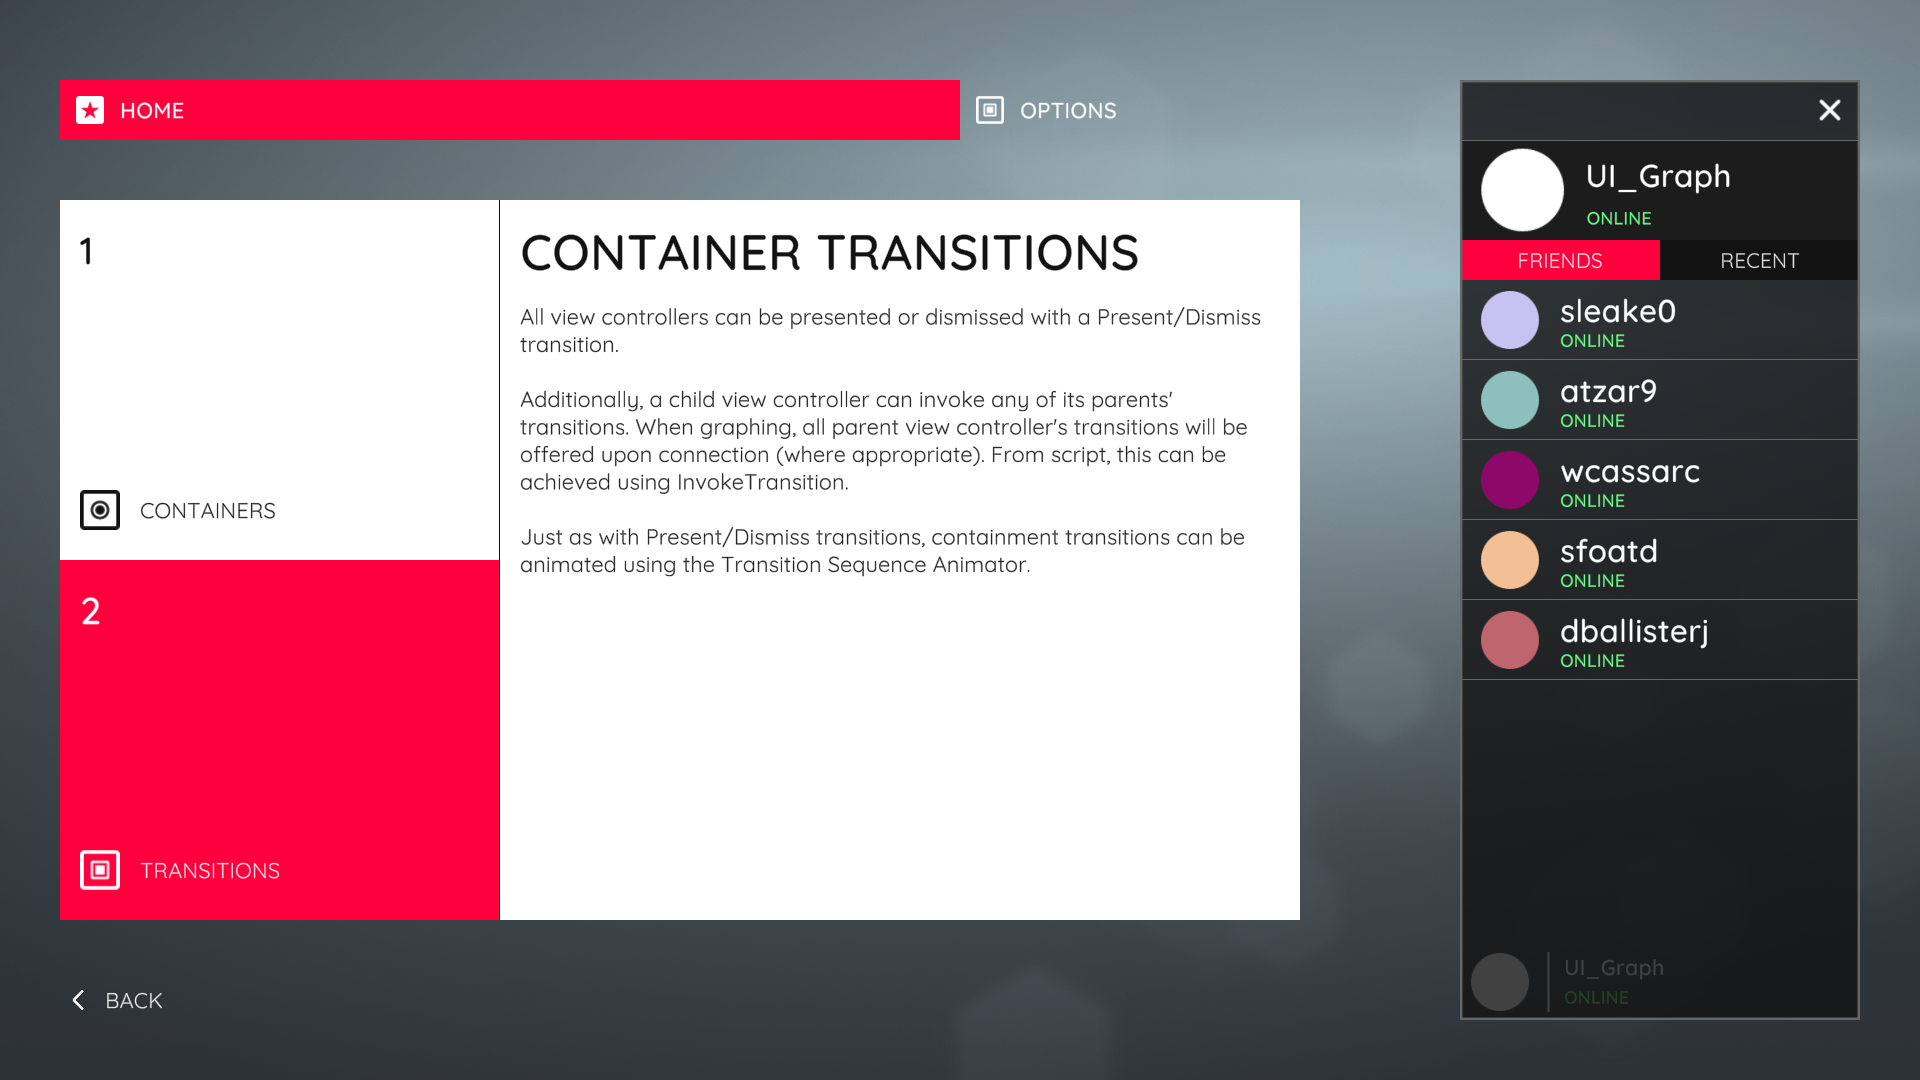 HOME
OPTIONS
1
CONTAINERS
2
TRANSITIONS
CONTAINER TRANSITIONS
All view controllers can be presented or dismissed with a Present/Dismiss
transition.
Additionally, a child view controller can invoke any of its parents'
transitions. When graphing, all parent view controller's transitions will be
offered upon connection (where appropriate). From script, this can be
achieved using InvokeTransition.
Just as with Present/Dismiss transitions, containment transitions can be
animated using the Transition Sequence Animator.
BACK
UI_Graph
ONLINE
FRIENDS
RECENT
sleake0
ONLINE
atzar9
ONLINE
wcassarc
ONLINE
sfoatd
ONLINE
dballisterj
ONLINE
UI_Graph
ONLINE